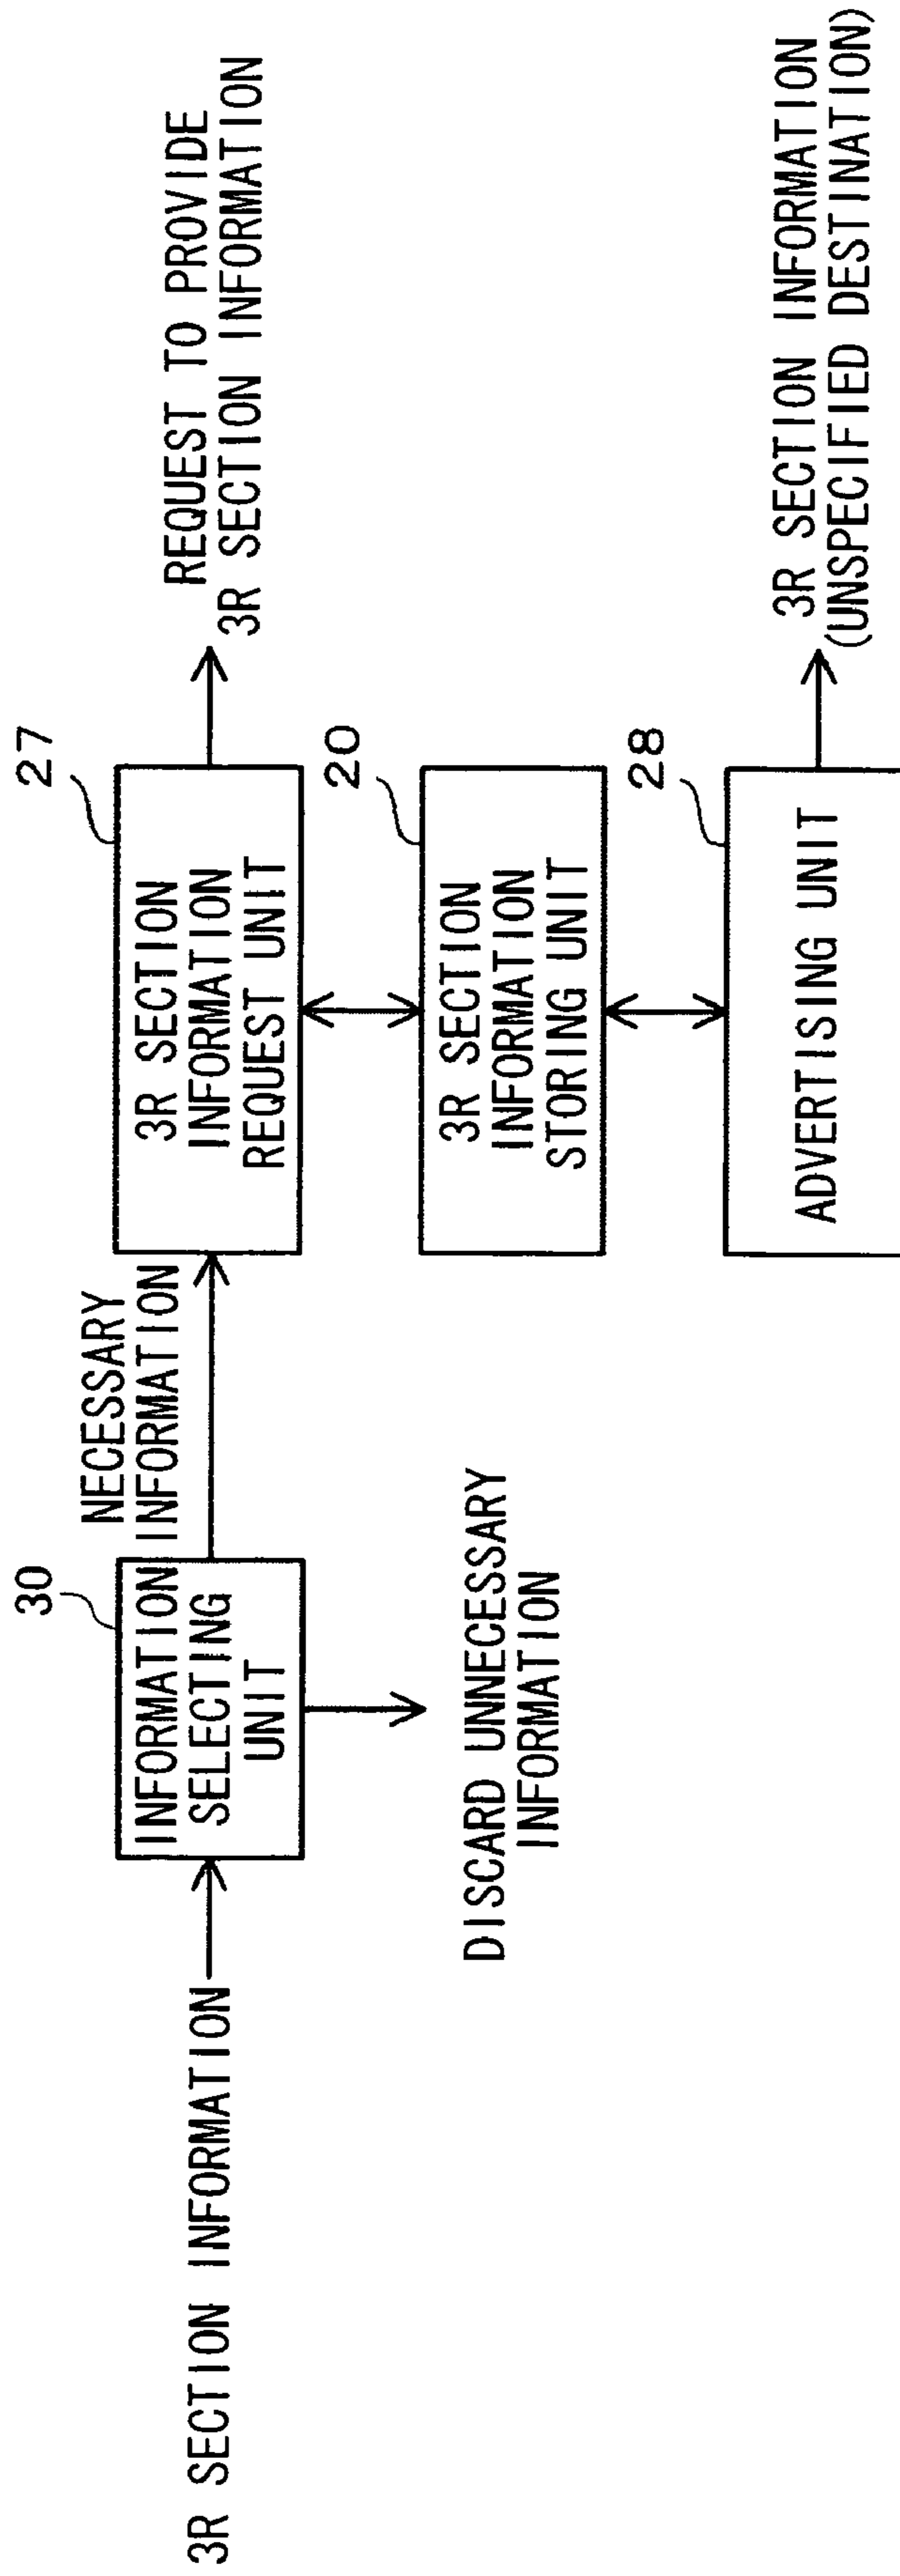 3R SECTION INFORMATION
30
INFORMATION
SELECTING
UNIT
DISCARD UNNECESSARY
INFORMATION
NECESSARY
INFORMATION
27
3R SECTION
INFORMATION
REQUEST UNIT
REQUEST TO PROVIDE
3R SECTION INFORMATION
20
3R SECTION
INFORMATION
STORING UNIT
28
ADVERTISING UNIT
3R SECTION INFORMATION
(UNSPECIFIED DESTINATION)